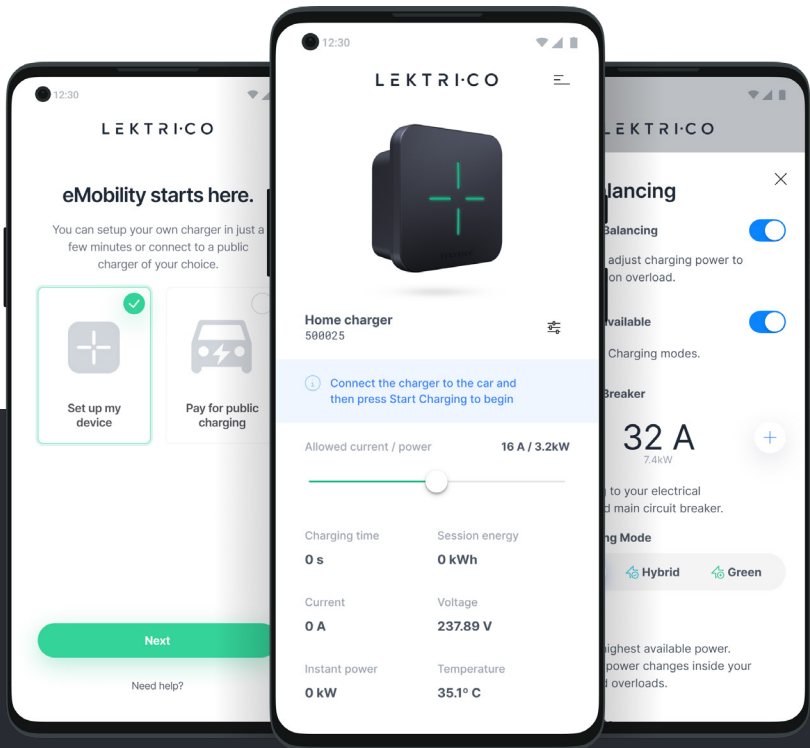 12:30
LEKTRI·CO
eMobility starts here.
You can setup your own charger in just a
few minutes or connect to a public
charger of your choice.
Set up my
device
Pay for public
charging
Next
Need help?
12:30
LEKTRI·CO
Home charger
500025
Connect the charger to the car and
then press Start Charging to begin
Allowed current / power
16 A / 3.2kW
Charging time
Session energy
0 s
0 kWh
Current
Voltage
0 A
237.89 V
Instant power
Temperature
0 kW
35.1º C
LEKTRI·CO
lancing
Balancing
adjust charging power to
on overload.
vailable
Charging modes.
Breaker
32 A
7.4kW
to your electrical
d main circuit breaker.
ng Mode
Hybrid
Green
ighest available power.
power changes inside your
d overloads.